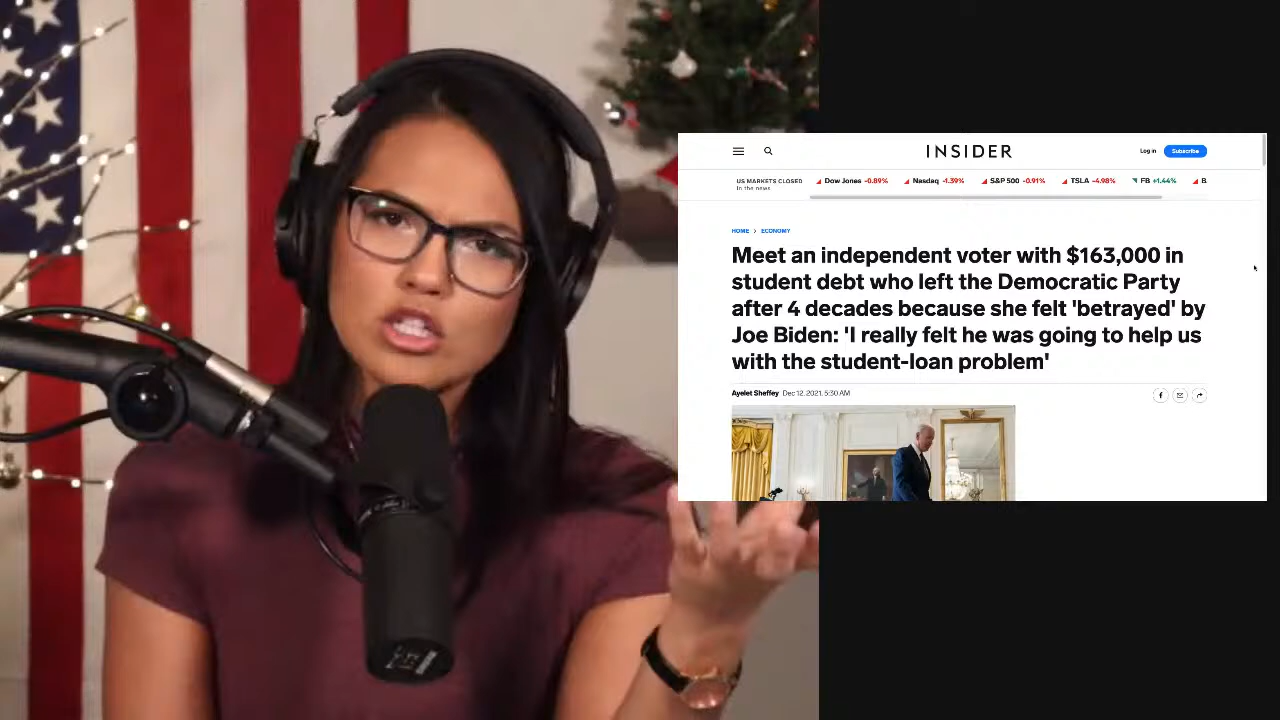 INSIDER
Log in
Subscribe
US MARKETS CLOSED
In the news
Dow Jones -0.89%
Nasdaq -1.39%
S&P 500 -0.91%
TSLA -4.98%
FB +1.44%
B
HOME > ECONOMY
Meet an independent voter with $163,000 in
student debt who left the Democratic Party
after 4 decades because she felt 'betrayed' by
Joe Biden: 'I really felt he was going to help us
with the student-loan problem'
Ayelet Sheffey Dec 12, 2021, 5:30 AM